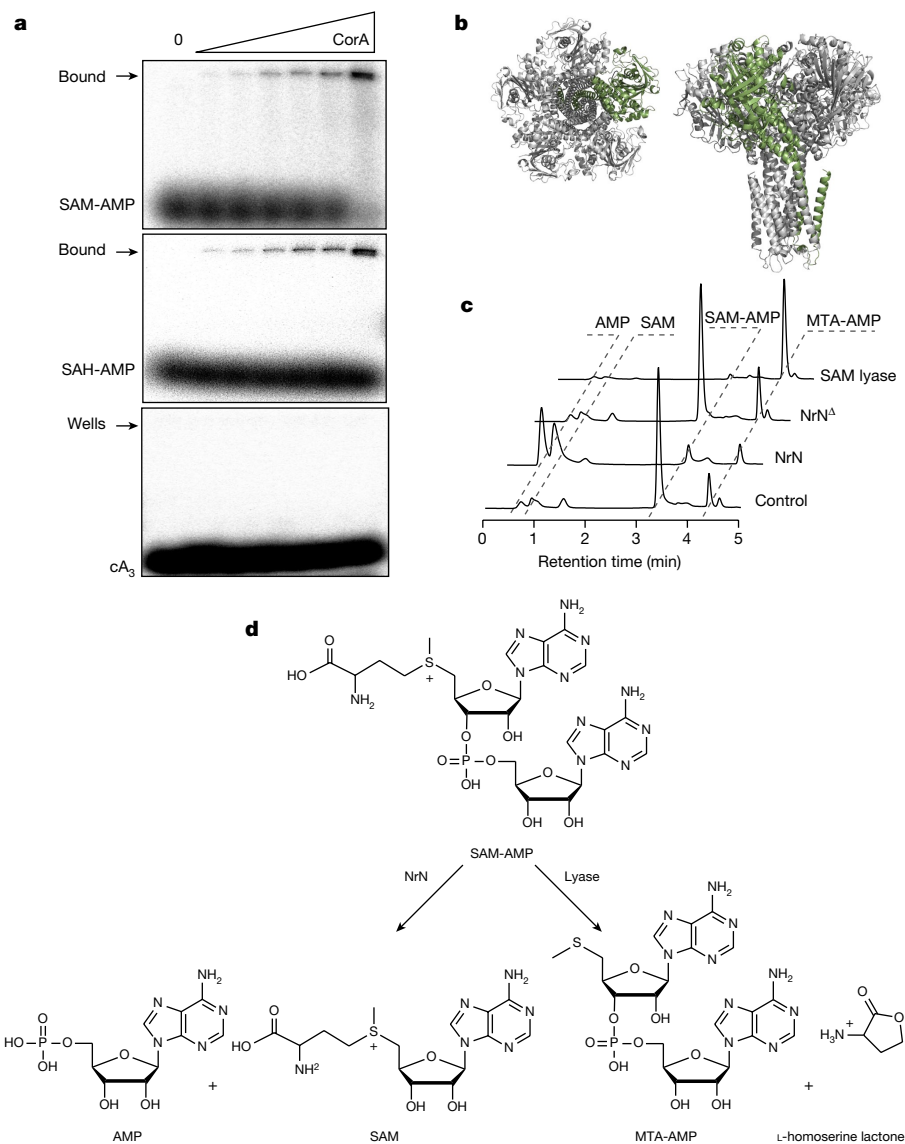 a
0 CorA
Bound
SAM-AMP
Bound
SAH-AMP
Wells
cA3
b
c
AMP SAM SAM-AMP MTA-AMP
SAM lyase
NrNΔ
NrN
Control
0 1 2 3 4 5
Retention time (min)
d
NH2
N N
N N
O S + HO NH2 O
O OH
NH2
N N
N N
O=P—O O
OH
OH OH
SAM-AMP
NrN Lyase
NH2
N N
N N
S O
O OH
NH2
N N
N N
O=P—O O
OH
OH OH
MTA-AMP
NH2
N N
N N
O
HO—P—O O
OH
OH OH
AMP
+
NH2
N N
N N
O S + HO NH2 O
OH OH
SAM
+
O
O
H3N +
L-homoserine lactone